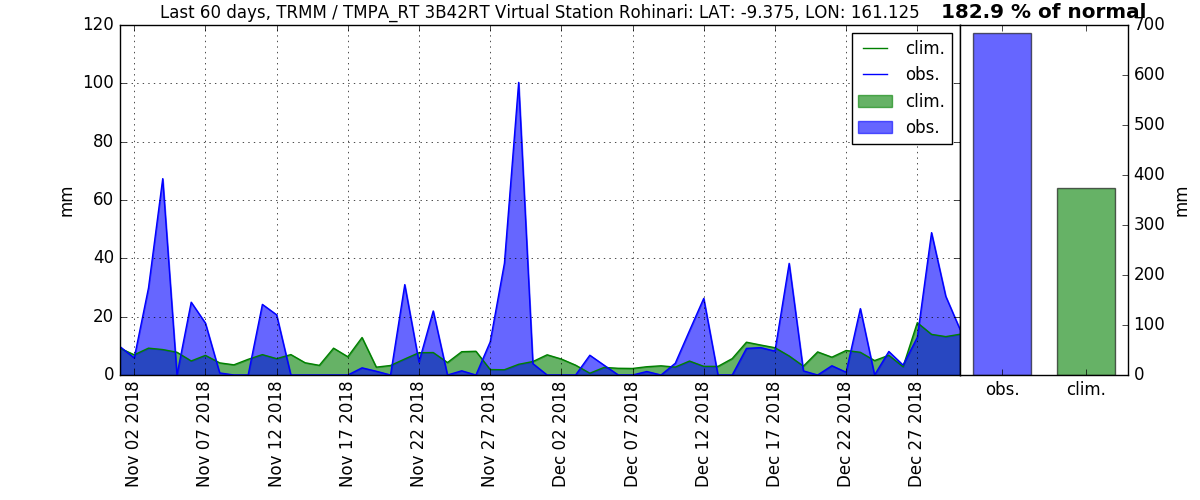 Last 60 days, TRMM / TMPA_RT 3B42RT Virtual Station Rohinari: LAT: -9.375, LON: 161.125
182.9 % of normal
120
100
80
60
40
20
0
mm
clim.
obs.
clim.
obs.
700
600
500
400
300
200
100
0
mm
Nov 02 2018
Nov 07 2018
Nov 12 2018
Nov 17 2018
Nov 22 2018
Nov 27 2018
Dec 02 2018
Dec 07 2018
Dec 12 2018
Dec 17 2018
Dec 22 2018
Dec 27 2018
obs.
clim.